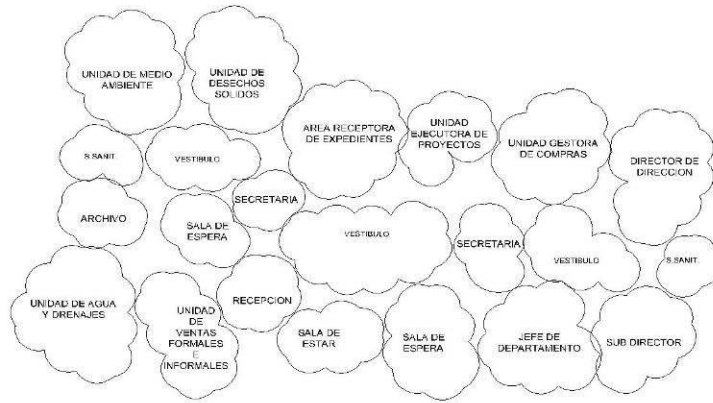 UNIDAD DE MEDIO
AMBIENTE
UNIDAD DE
DESECHOS
SOLIDOS
AREA RECEPTORA
DE EXPEDIENTES
UNIDAD
EJECUTORA DE
PROYECTOS
UNIDAD GESTORA
DE COMPRAS
DIRECTOR DE
DIRECCION
S.SANIT.
VESTIBULO
ARCHIVO
SALA DE
ESPERA
SECRETARIA
VESTIBULO
SECRETARIA
VESTIBULO
S.SANIT.
UNIDAD DE AGUA
Y DRENAJES
UNIDAD
DE
VENTAS
FORMALES
E
INFORMALES
RECEPCION
SALA DE
ESTAR
SALA DE
ESPERA
JEFE DE
DEPARTAMENTO
SUB DIRECTOR